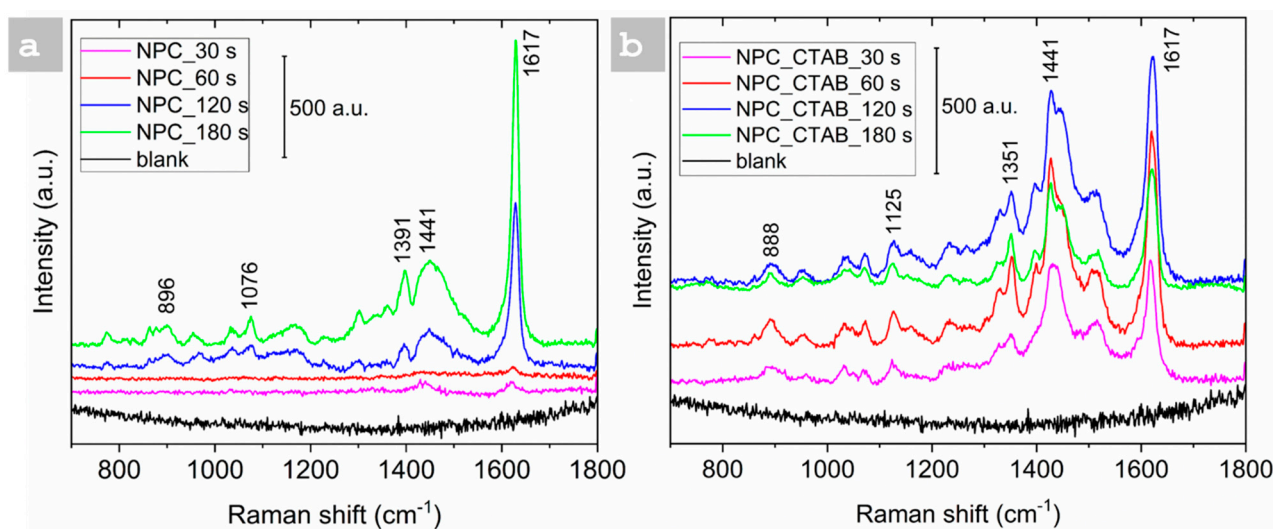 a
NPC_30 s
NPC_60 s
NPC_120 s
NPC_180 s
blank
500 a.u.
896
1076
1391
1441
1617
Intensity (a.u.)
800
1000
1200
1400
1600
1800
Raman shift (cm⁻¹)
b
NPC_CTAB_30 s
NPC_CTAB_60 s
NPC_CTAB_120 s
NPC_CTAB_180 s
blank
500 a.u.
888
1125
1351
1441
1617
Intensity (a.u.)
800
1000
1200
1400
1600
1800
Raman shift (cm⁻¹)